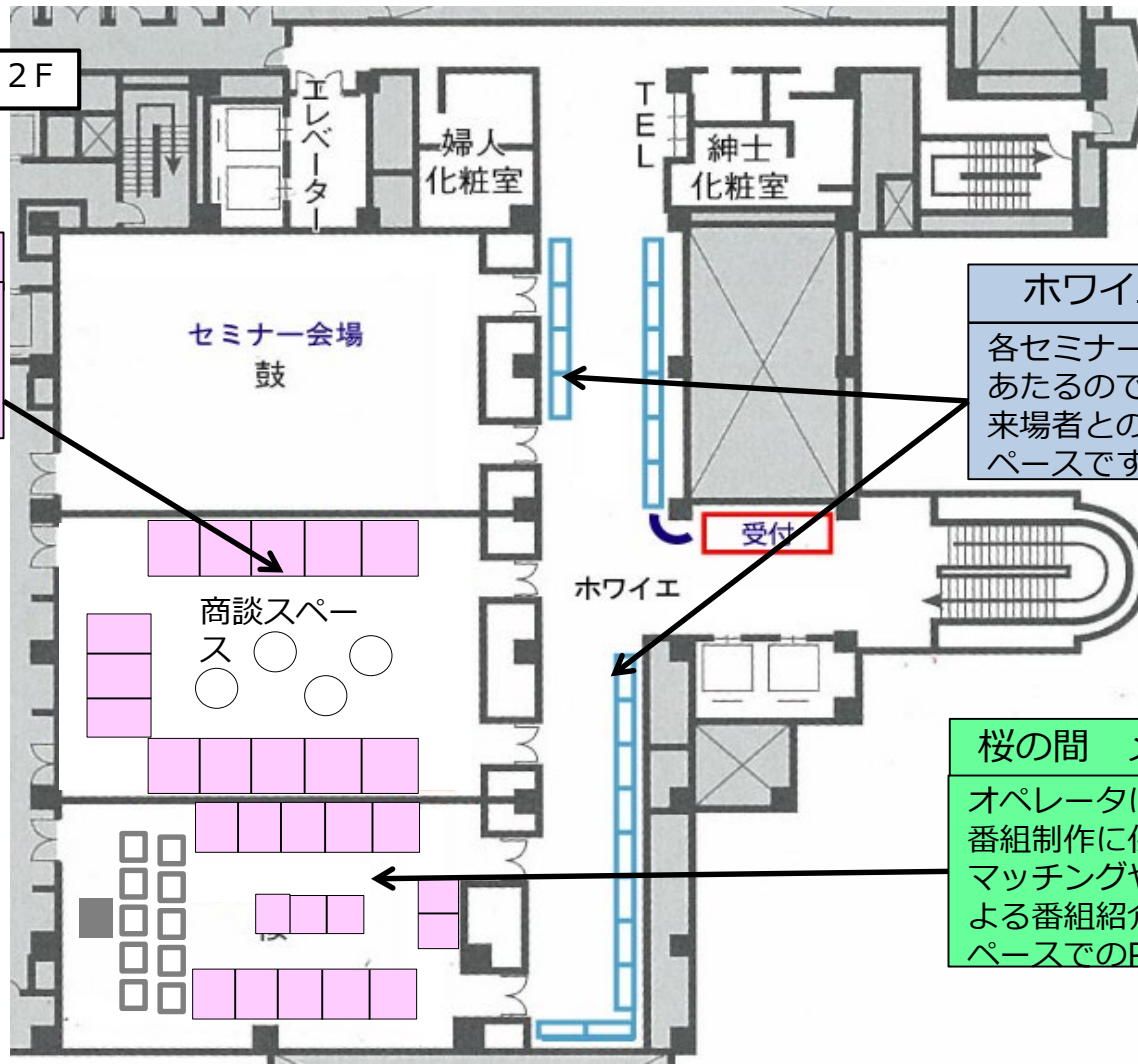 2F
エレベーター
婦人
化粧室
TEL
紳士
化粧室
セミナー会場
鼓
ホワイエ
各セミナー
あたるので
来場者との
ペースです
受付
ホワイエ
商談スペー
ス
桜の間
オペレータに
番組制作に
マッチングや
よる番組紹介
ペースでのP